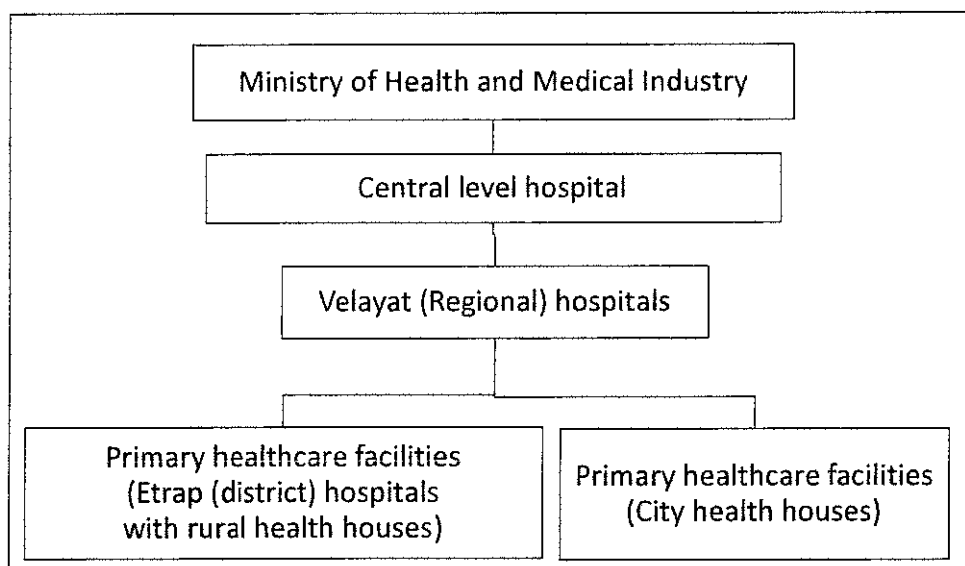 Ministry of Health and Medical Industry
Central level hospital
Velayat (Regional) hospitals
Primary healthcare facilities
(Etrap (district) hospitals
with rural health houses)
Primary healthcare facilities
(City health houses)